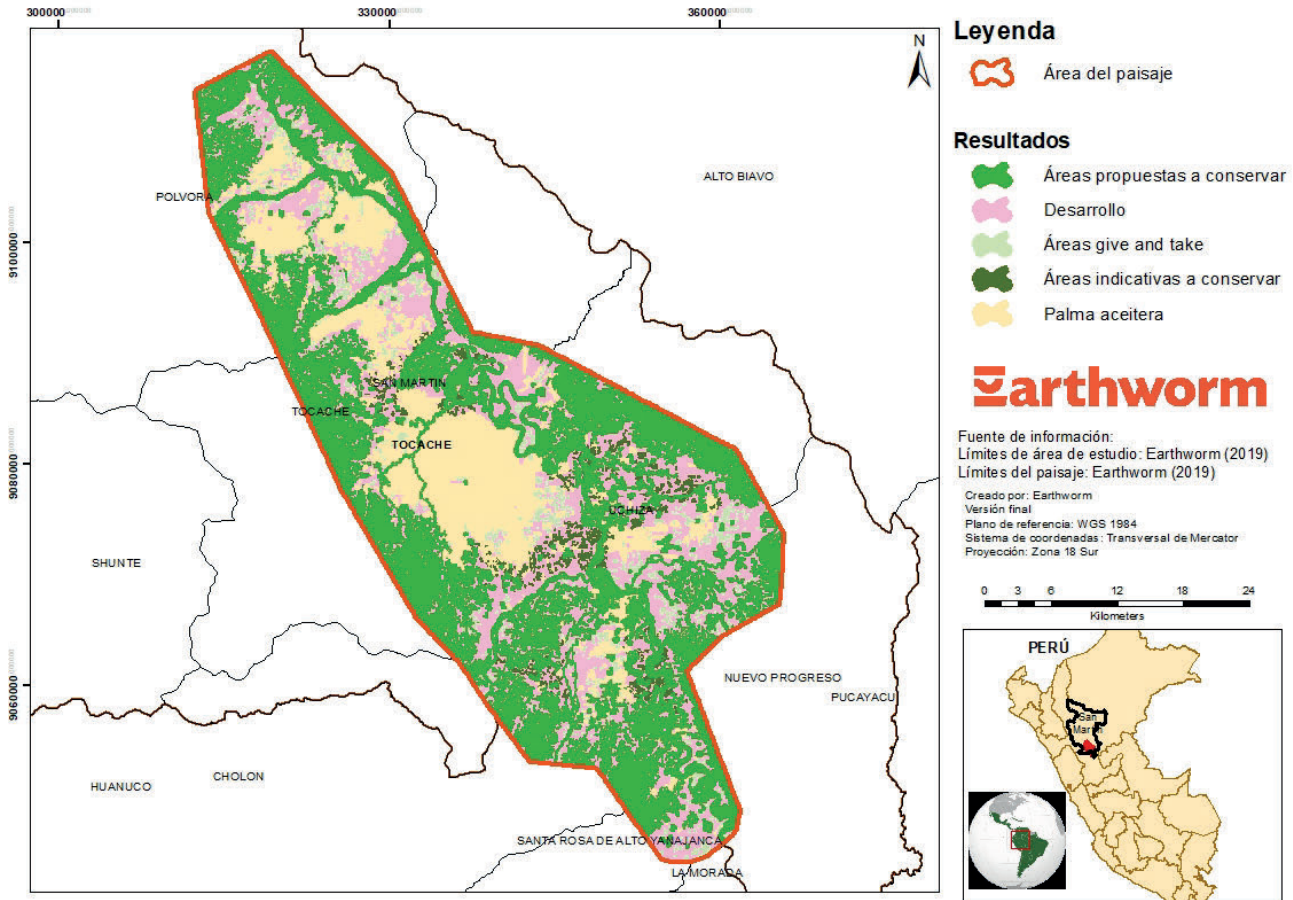 300000
330000
360000
9100000
9080000
9060000
N
POLVORA
ALTO BIAVO
SAN MARTIN
TOCACHE
TOCACHE
UCHIZA
SHUNTE
NUEVO PROGRESO
PUCAYACU
HUANUCO
CHOLON
SANTA ROSA DE ALTO YANAJANCA
LA MORADA
Leyenda
Área del paisaje
Resultados
Áreas propuestas a conservar
Desarrollo
Áreas give and take
Áreas indicativas a conservar
Palma aceitera
Earthworm
Fuente de información:
Límites de área de estudio: Earthworm (2019)
Límites del paisaje: Earthworm (2019)
Creado por: Earthworm
Versión final
Plano de referencia: WGS 1984
Sistema de coordenadas: Transversal de Mercator
Proyección: Zona 18 Sur
0 3 6 12 18 24
Kilometers
PERÚ
San
Martín